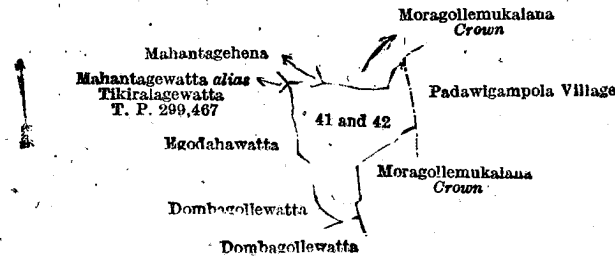 Moragollemukalana
Crown
Mahantagehena
Mahantagewatta alias
Tikiralagewatta
T. P. 299,467
Padawigampola Village
41 and 42
Egodahawatta
Moragollemukalana
Crown
Dombagollewatta
Dombagollewatta